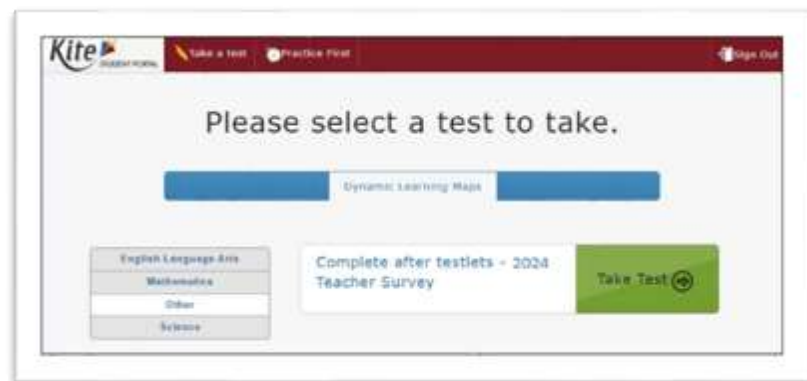 Kite
STUDENT PORTAL
Take a test
Practice First
Sign Out
Please select a test to take.
Dynamic Learning Maps
English Language Arts
Mathematics
Other
Science
Complete after testlets - 2024
Teacher Survey
Take Test